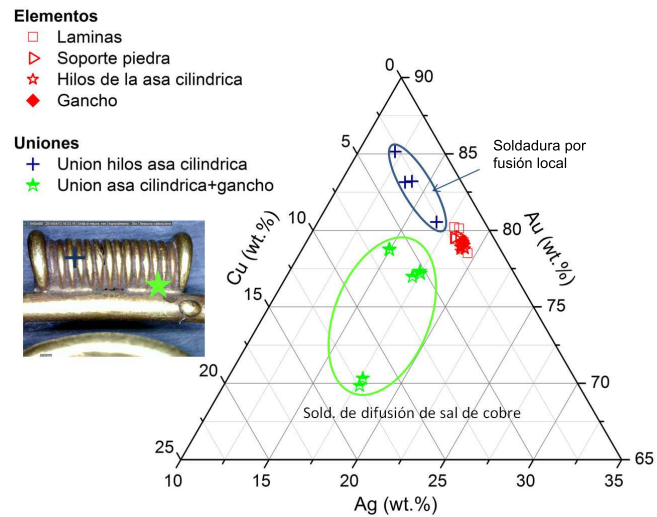 Elementos
Laminas
Soporte piedra
Hilos de la asa cilindrica
Gancho
Uniones
Union hilos asa cilindrica
Union asa cilindrica+gancho
Soldadura por
fusión local
Sold. de difusión de sal de cobre
Cu (wt.%)
0
5
10
15
20
25
Au (wt.%)
90
85
80
75
70
65
10
15
20
25
30
35
Ag (wt.%)